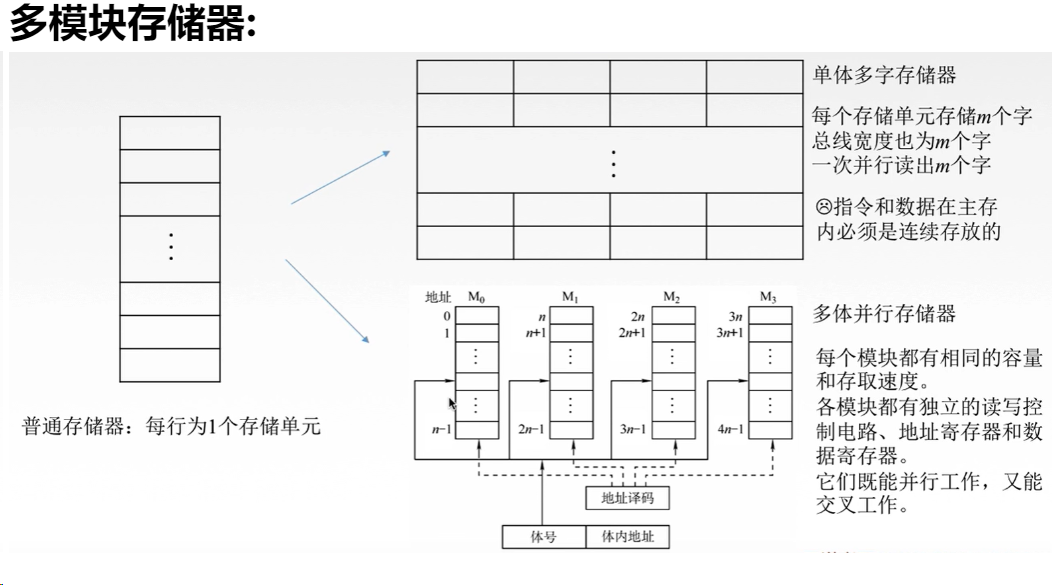 多模块存储器:
单体多字存储器
每个存储单元存储m个字
总线宽度也为m个字
一次并行读出m个字
☹指令和数据在主存
内必须是连续存放的
普通存储器：每行为1个存储单元
地址 M0 M1 M2 M3
0 n 2n 3n
1 n+1 2n+1 3n+1
n−1 2n−1 3n−1 4n−1
地址译码
体号 体内地址
多体并行存储器
每个模块都有相同的容量
和存取速度。
各模块都有独立的读写控
制电路、地址寄存器和数
据寄存器。
它们既能并行工作，又能
交叉工作。